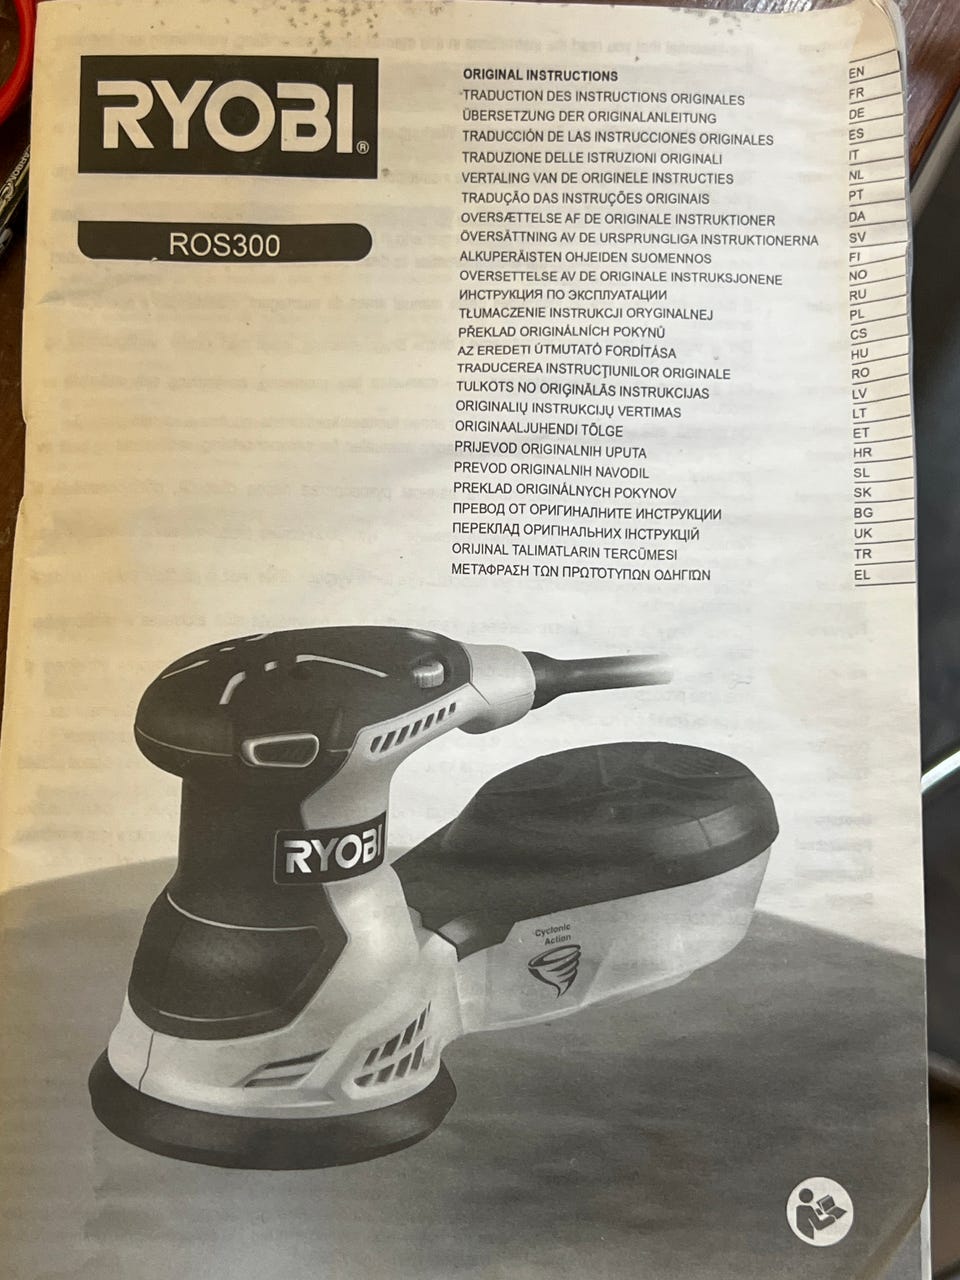 RYOBI®
ROS300
ORIGINAL INSTRUCTIONS
TRADUCTION DES INSTRUCTIONS ORIGINALES
ÜBERSETZUNG DER ORIGINALANLEITUNG
TRADUCCIÓN DE LAS INSTRUCCIONES ORIGINALES
TRADUZIONE DELLE ISTRUZIONI ORIGINALI
VERTALING VAN DE ORIGINELE INSTRUCTIES
TRADUÇÃO DAS INSTRUÇÕES ORIGINAIS
OVERSÆTTELSE AF DE ORIGINALE INSTRUKTIONER
ÖVERSÄTTNING AV DE URSPRUNGLIGA INSTRUKTIONERNA
ALKUPERÄISTEN OHJEIDEN SUOMENNOS
OVERSETTELSE AV DE ORIGINALE INSTRUKSJONENE
ИНСТРУКЦИЯ ПО ЭКСПЛУАТАЦИИ
TŁUMACZENIE INSTRUKCJI ORYGINALNEJ
PŘEKLAD ORIGINÁLNÍCH POKYNŮ
AZ EREDETI ÚTMUTATÓ FORDÍTÁSA
TRADUCEREA INSTRUCŢIUNILOR ORIGINALE
TULKOTS NO ORIĢINĀLĀS INSTRUKCIJAS
ORIGINALIŲ INSTRUKCIJŲ VERTIMAS
ORIGINAALJUHENDI TÕLGE
PRIJEVOD ORIGINALNIH UPUTA
PREVOD ORIGINALNIH NAVODIL
PREKLAD ORIGINÁLNYCH POKYNOV
ПРЕВОД ОТ ОРИГИНАЛНИТЕ ИНСТРУКЦИИ
ПЕРЕКЛАД ОРИГІНАЛЬНИХ ІНСТРУКЦІЙ
ORIJINAL TALIMATLARIN TERCÜMESI
ΜΕΤΑΦΡΑΣΗ ΤΩΝ ΠΡΩΤΟΤΥΠΩΝ ΟΔΗΓΙΩΝ
EN
FR
DE
ES
IT
NL
PT
DA
SV
FI
NO
RU
PL
CS
HU
RO
LV
LT
ET
HR
SL
SK
BG
UK
TR
EL
RYOBI
Cyclonic
Action